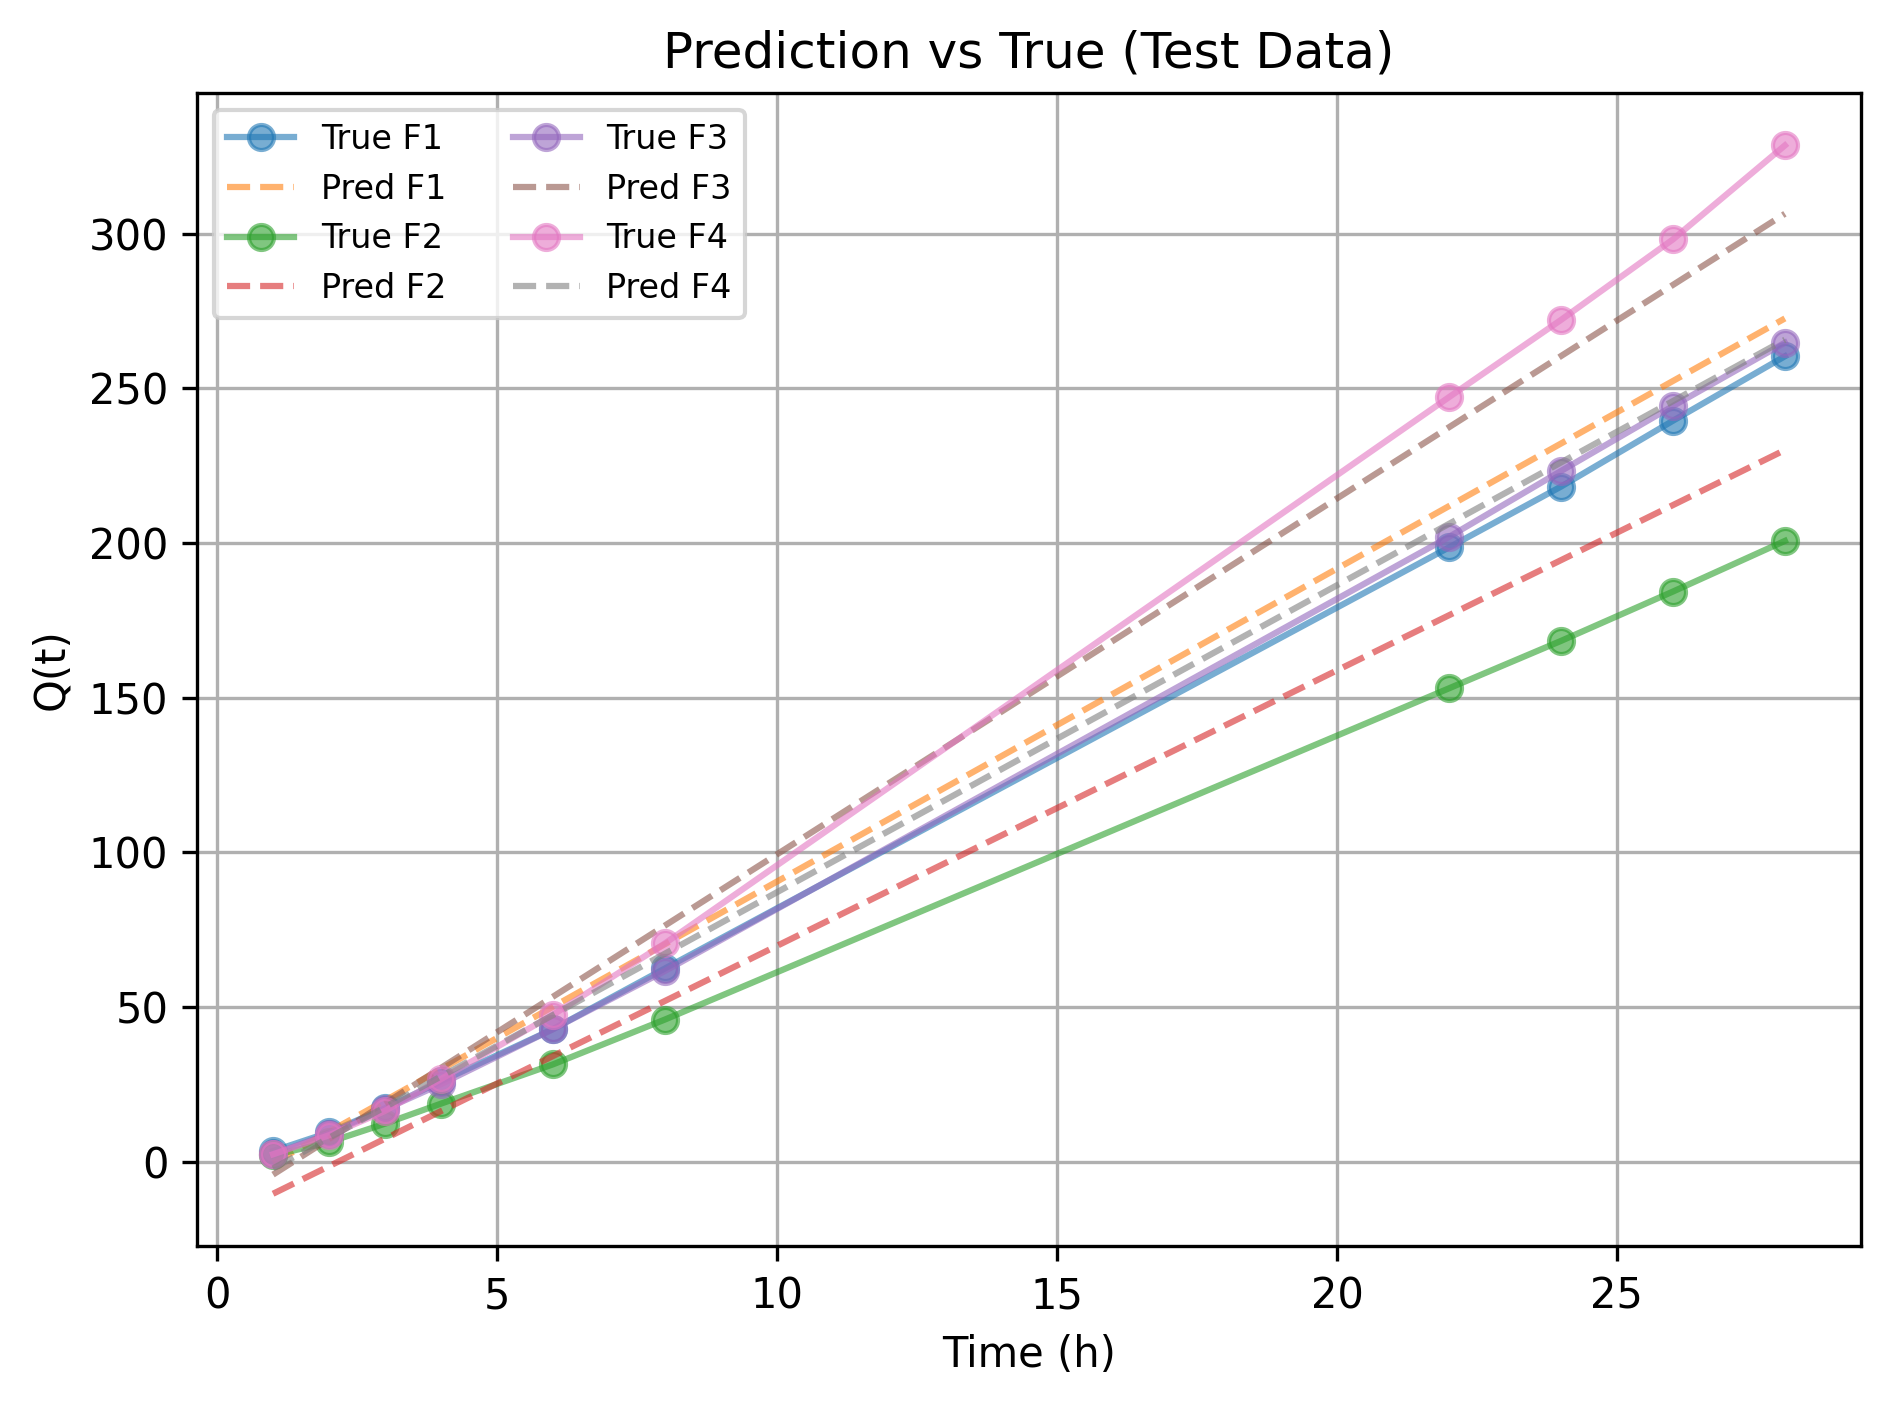 Prediction vs True (Test Data)
True F1
Pred F1
True F2
Pred F2
True F3
Pred F3
True F4
Pred F4
300
250
200
150
100
50
0
Q(t)
0 5 10 15 20 25
Time (h)